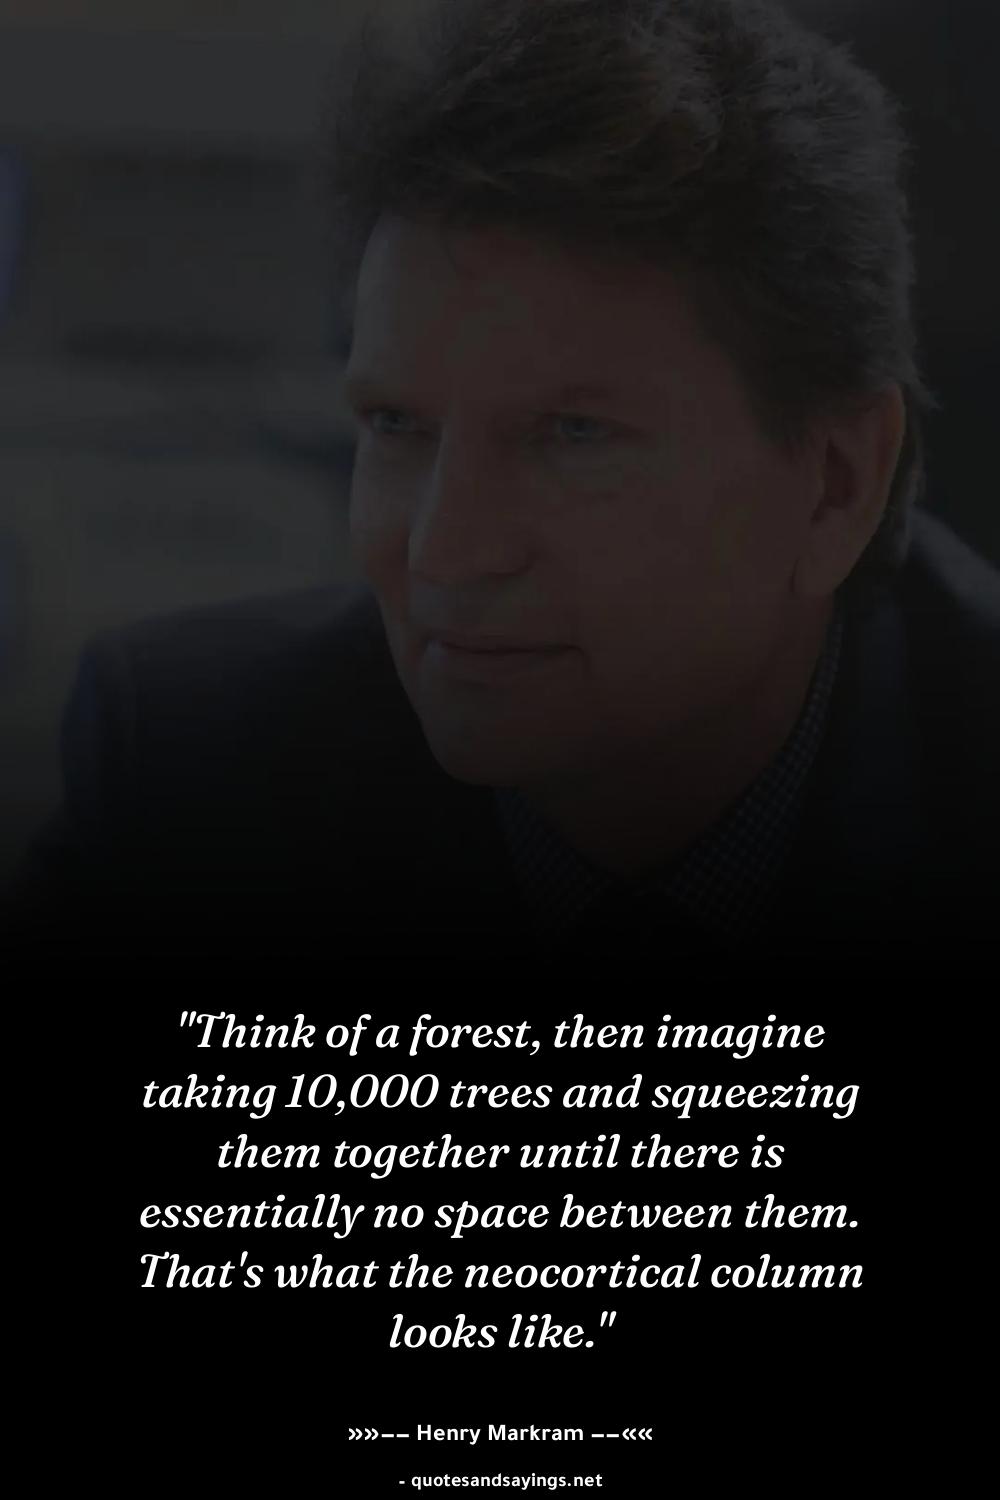 "Think of a forest, then imagine
taking 10,000 trees and squeezing
them together until there is
essentially no space between them.
That's what the neocortical column
looks like."
»»−− Henry Markram −−««
- quotesandsayings.net